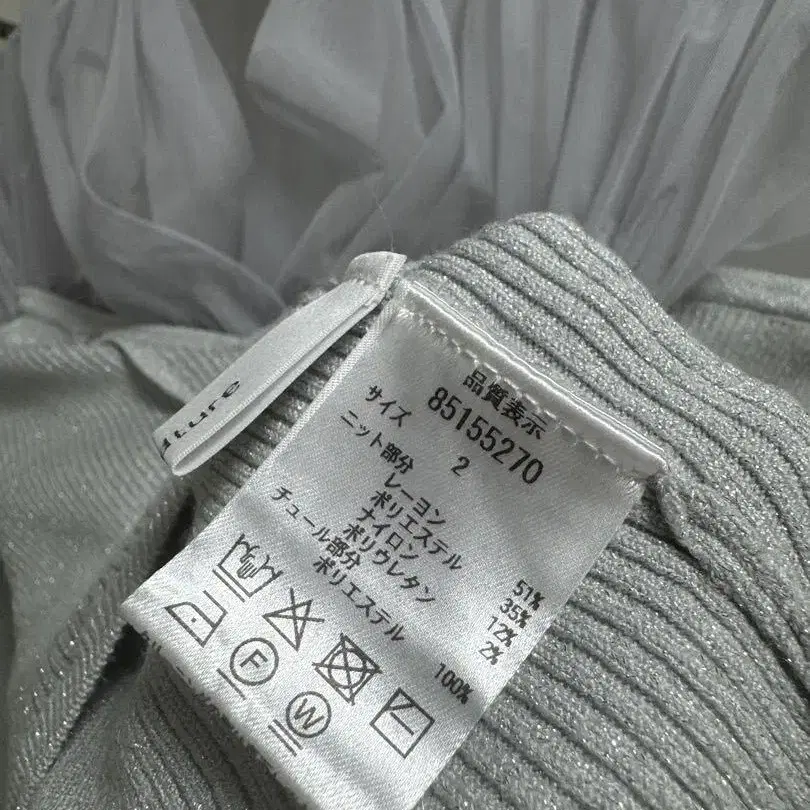 ture
品質表示
85155270
サイズ 2
ニット部分
レーヨン 51%
ポリエステル 35%
ナイロン 12%
ポリウレタン 2%
チュール部分
ポリエステル 100%
F
W